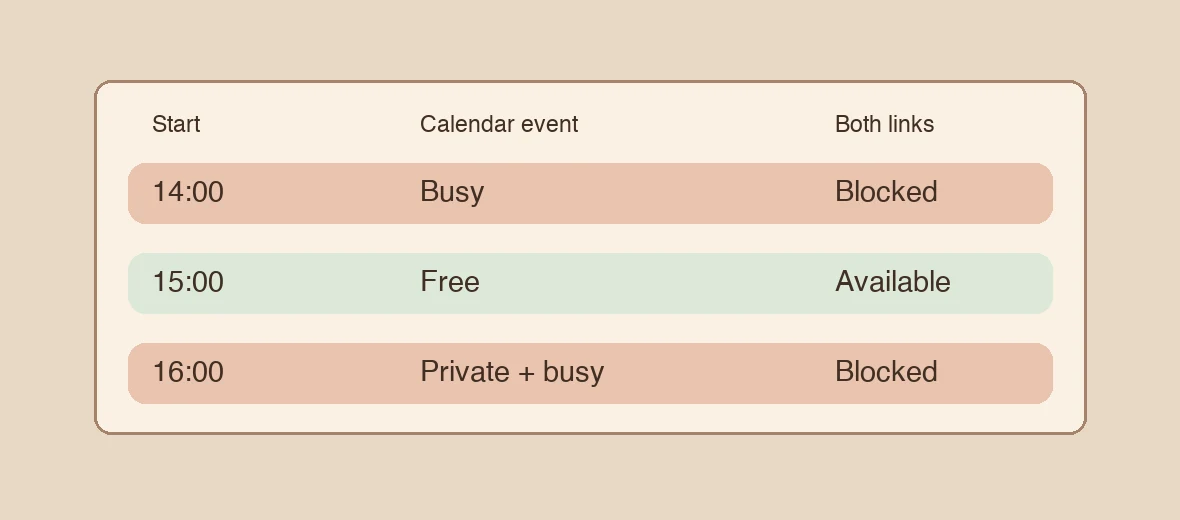 Start Calendar event Both links
14:00 Busy Blocked
15:00 Free Available
16:00 Private + busy Blocked